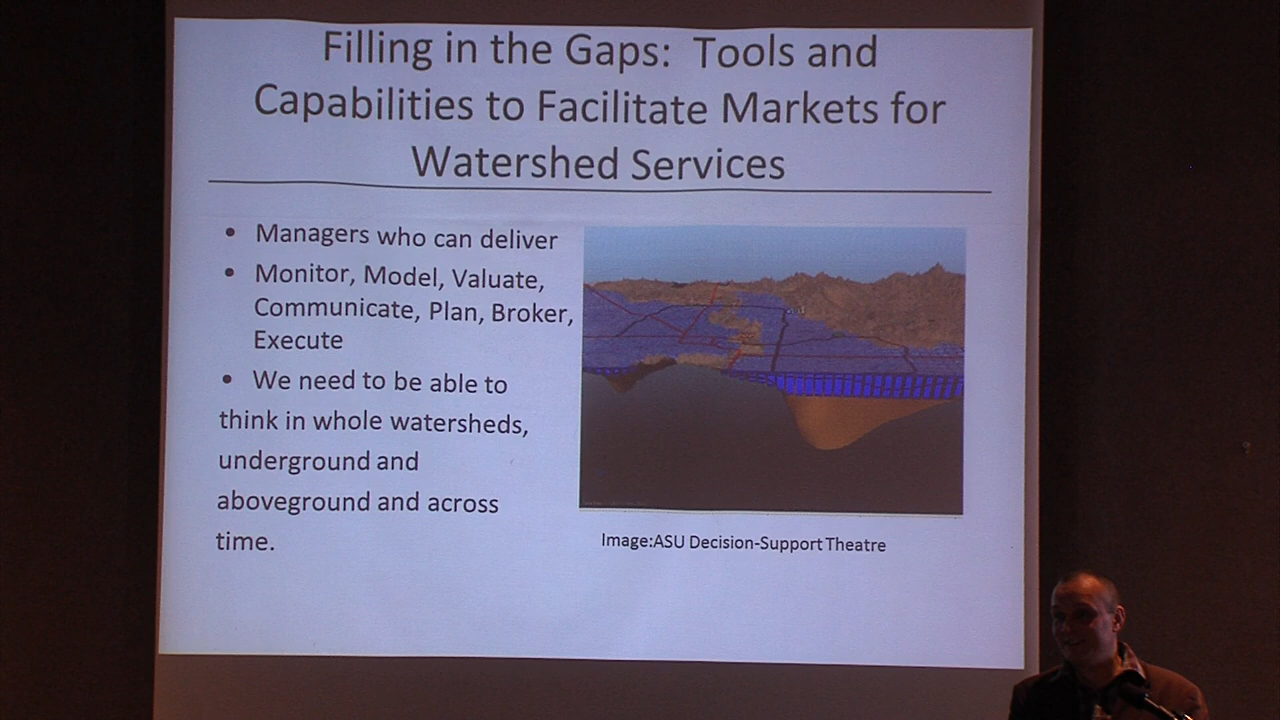 Filling in the Gaps:  Tools and
Capabilities to Facilitate Markets for
Watershed Services
• Managers who can deliver
• Monitor, Model, Valuate,
Communicate, Plan, Broker,
Execute
• We need to be able to
think in whole watersheds,
underground and
aboveground and across
time.
Image:ASU Decision-Support Theatre